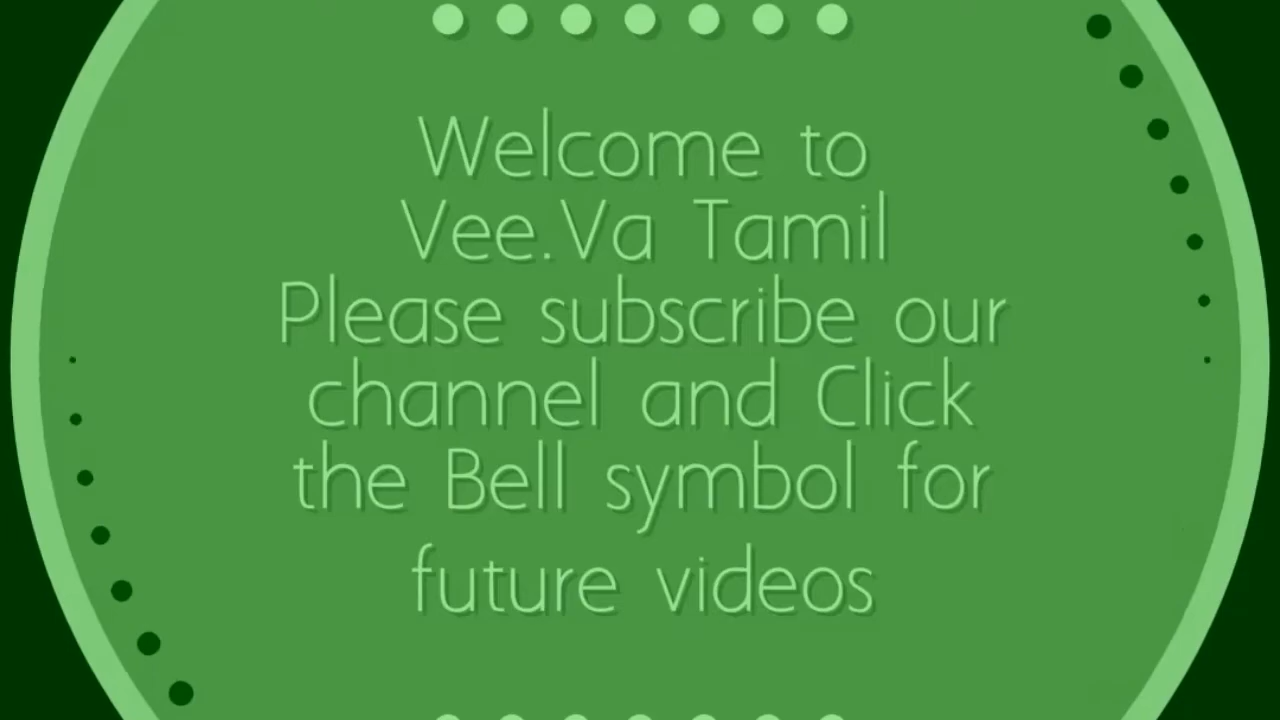 Welcome to
Vee.Va Tamil
Please subscribe our
channel and Click
the Bell symbol for
future videos